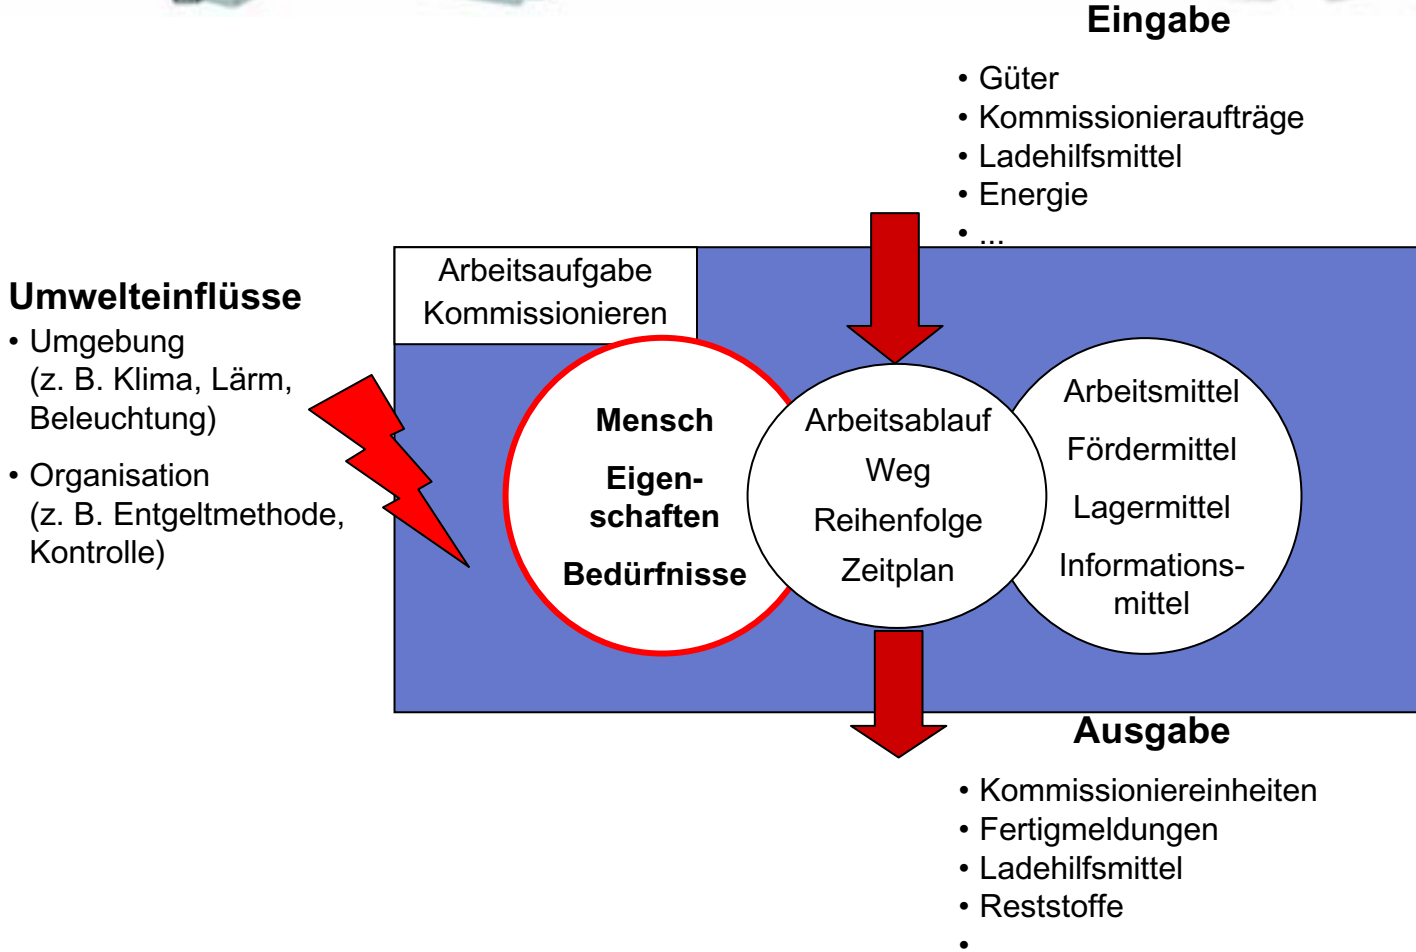 Eingabe
• Güter
• Kommissionieraufträge
• Ladehilfsmittel
• Energie
• ...
Arbeitsaufgabe
Kommissionieren
Umwelteinflüsse
• Umgebung
(z. B. Klima, Lärm,
Beleuchtung)
• Organisation
(z. B. Entgeltmethode,
Kontrolle)
Mensch
Eigen-
schaften
Bedürfnisse
Arbeitsablauf
Weg
Reihenfolge
Zeitplan
Arbeitsmittel
Fördermittel
Lagermittel
Informations-
mittel
Ausgabe
• Kommissioniereinheiten
• Fertigmeldungen
• Ladehilfsmittel
• Reststoffe
•